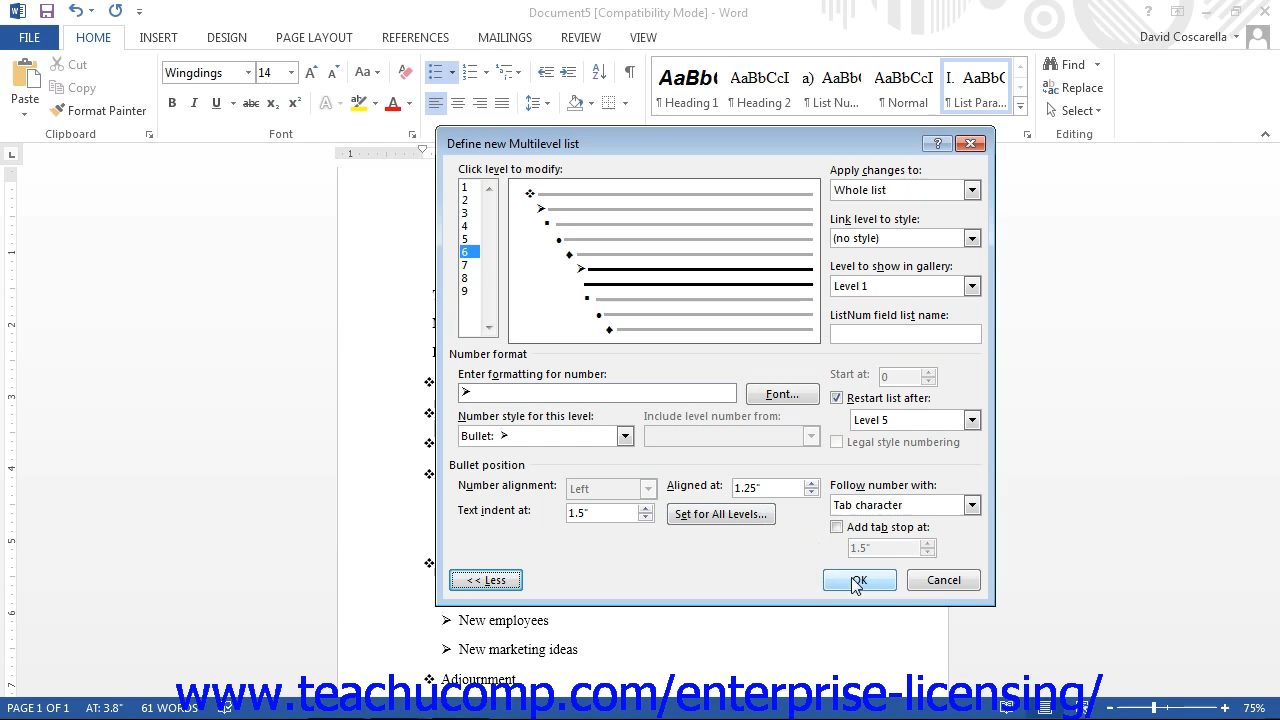 Document5 [Compatibility Mode] - Word
FILE HOME INSERT DESIGN PAGE LAYOUT REFERENCES MAILINGS REVIEW VIEW David Coscarella
Paste
Cut
Copy
Format Painter
Clipboard
Wingdings 14
Aa
B I U abc x₂ x²
Font
AaBbC AaBbCcI a) AaBbC AaBbCcI I. AaBbC
¶ Heading 1 ¶ Heading 2 ¶ List Nu... ¶ Normal ¶ List Para...
Find
Replace
Select
Editing
Define new Multilevel list
Click level to modify:
1
2
3
4
5
6
7
8
9
Apply changes to:
Whole list
Link level to style:
(no style)
Level to show in gallery:
Level 1
ListNum field list name:
Number format
Enter formatting for number:
➢
Font...
Number style for this level:
Bullet: ➢
Include level number from:
Start at: 0
Restart list after:
Level 5
Legal style numbering
Bullet position
Number alignment: Left
Aligned at: 1.25"
Text indent at: 1.5"
Set for All Levels...
Follow number with:
Tab character
Add tab stop at:
1.5"
<< Less
OK
Cancel
➢ New employees
➢ New marketing ideas
❖ Adjournment
www.teachucomp.com/enterprise-licensing/
PAGE 1 OF 1 AT: 3.8" 61 WORDS 75%